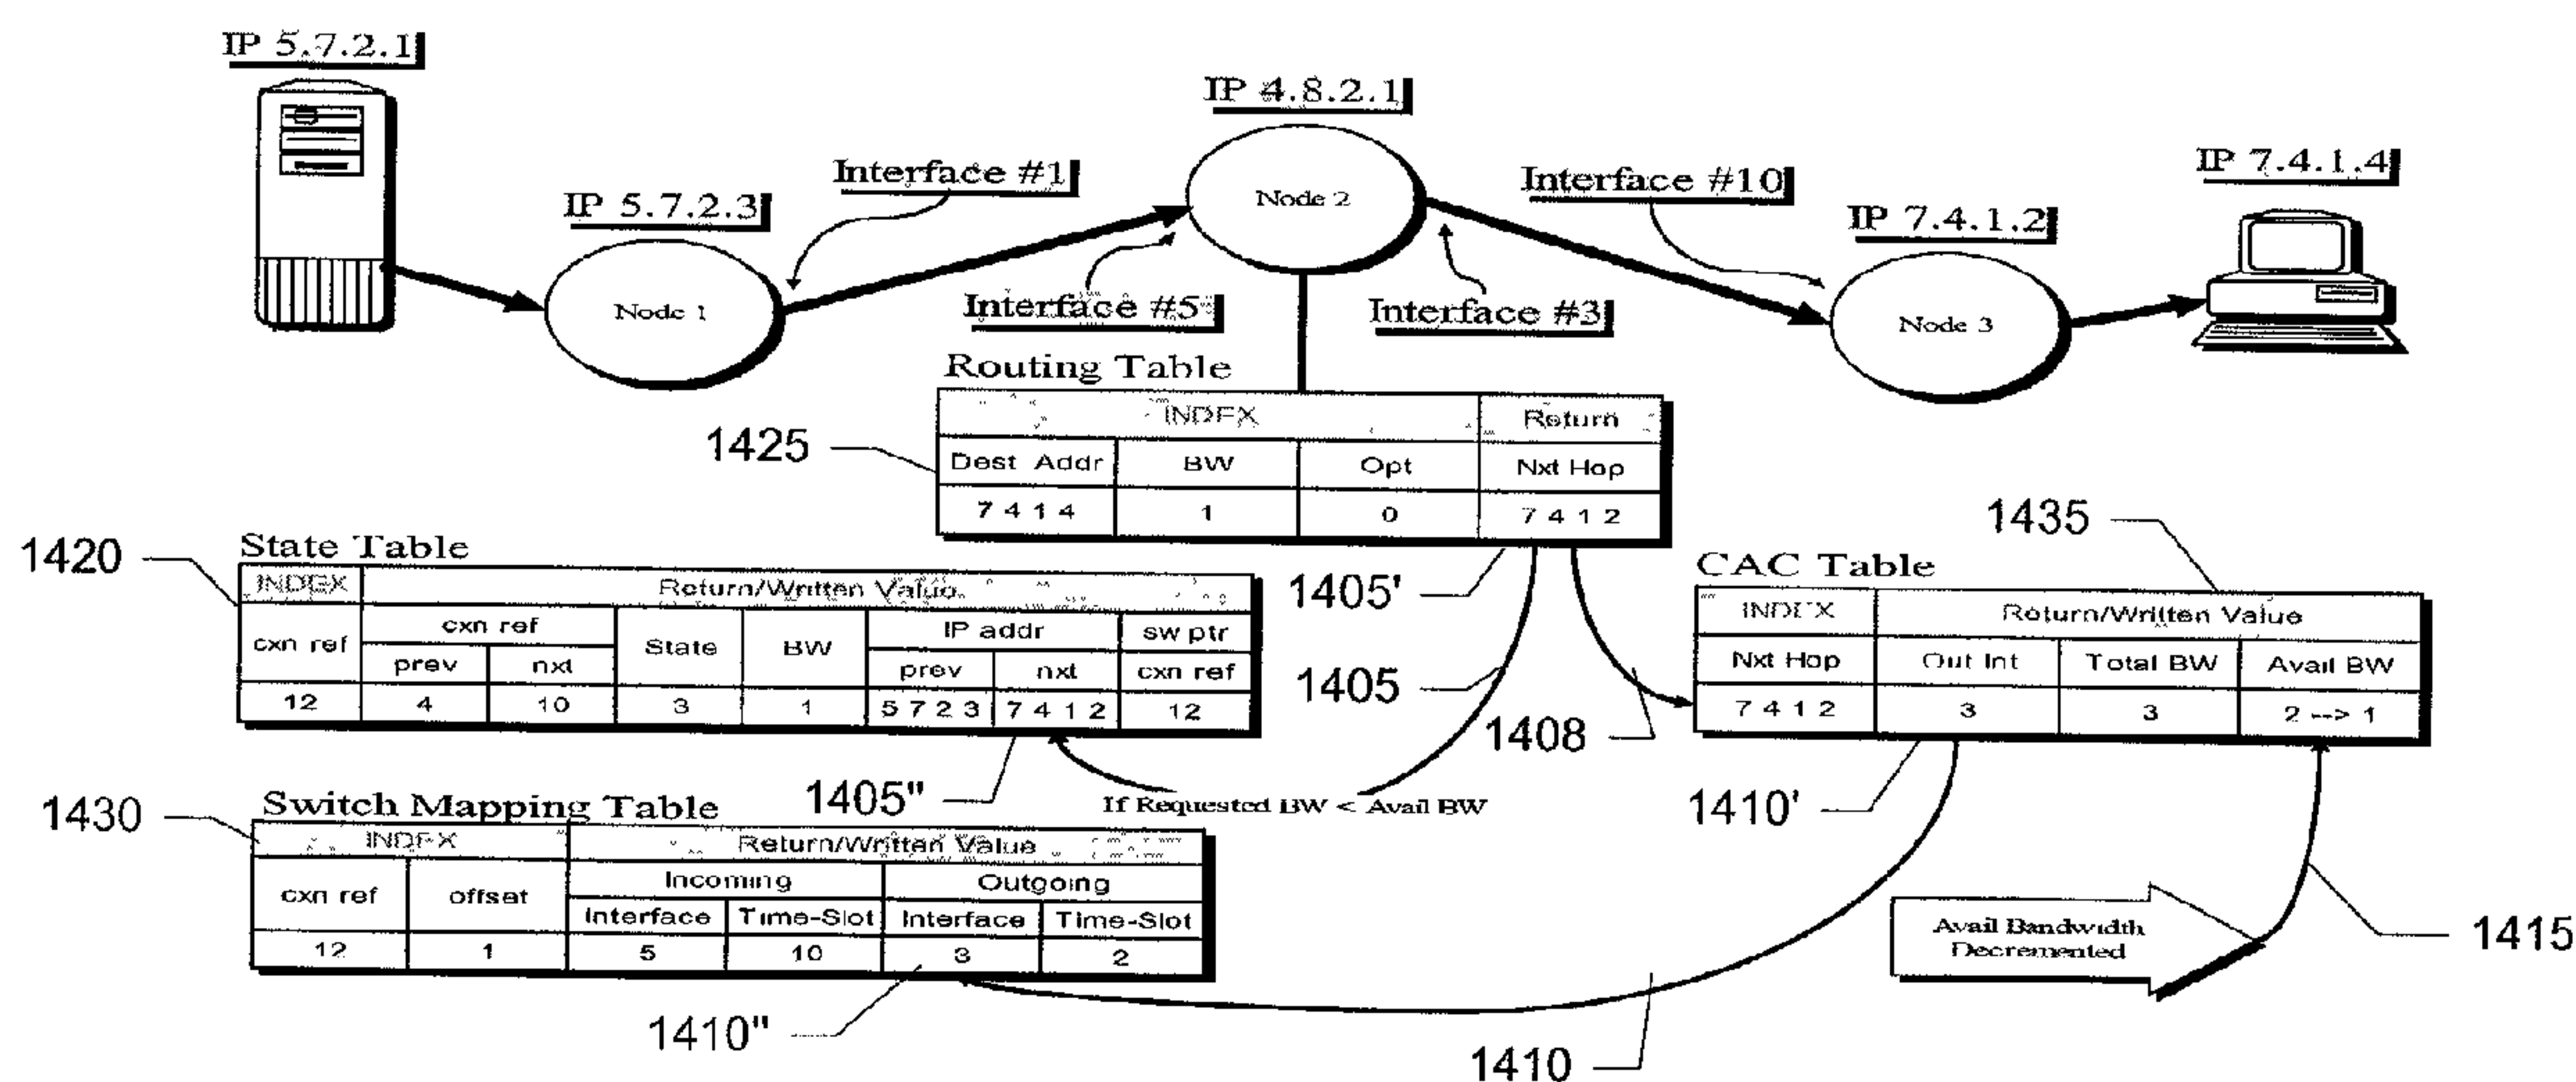 IP 5.7.2.1
IP 4.8.2.1
Interface #1
Interface #10
IP 7.4.1.4
IP 5.7.2.3
Node 2
IP 7.4.1.2
Node 1
Interface #5
Interface #3
Node 3
Routing Table
INDEX Return
1425
Dest Addr BW Opt Nxt Hop
7 4 1 4 1 0 7 4 1 2
1435
1420
State Table
1405'
CAC Table
INDEX Return/Written Value
cxn ref cxn ref State BW IP addr sw ptr
prev nxt prev nxt cxn ref
12 4 10 3 1 5 7 2 3 7 4 1 2 12
1405
1408
INDEX Return/Written Value
Nxt Hop Out Int Total BW Avail BW
7 4 1 2 3 3 2 --> 1
1405"
If Requested BW < Avail BW
1410'
1430
Switch Mapping Table
INDEX Return/Written Value
cxn ref offset Incoming Outgoing
Interface Time-Slot Interface Time-Slot
12 1 5 10 3 2
Avail Bandwidth
Decremented
1415
1410"
1410